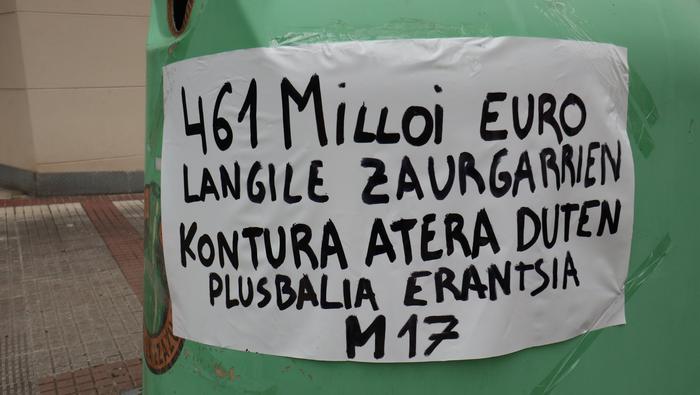 461 MILLOI EURO
LANGILE ZAURGARRIEN
KONTURA ATERA DUTEN
PLUSBALIA ERANTSIA
M17